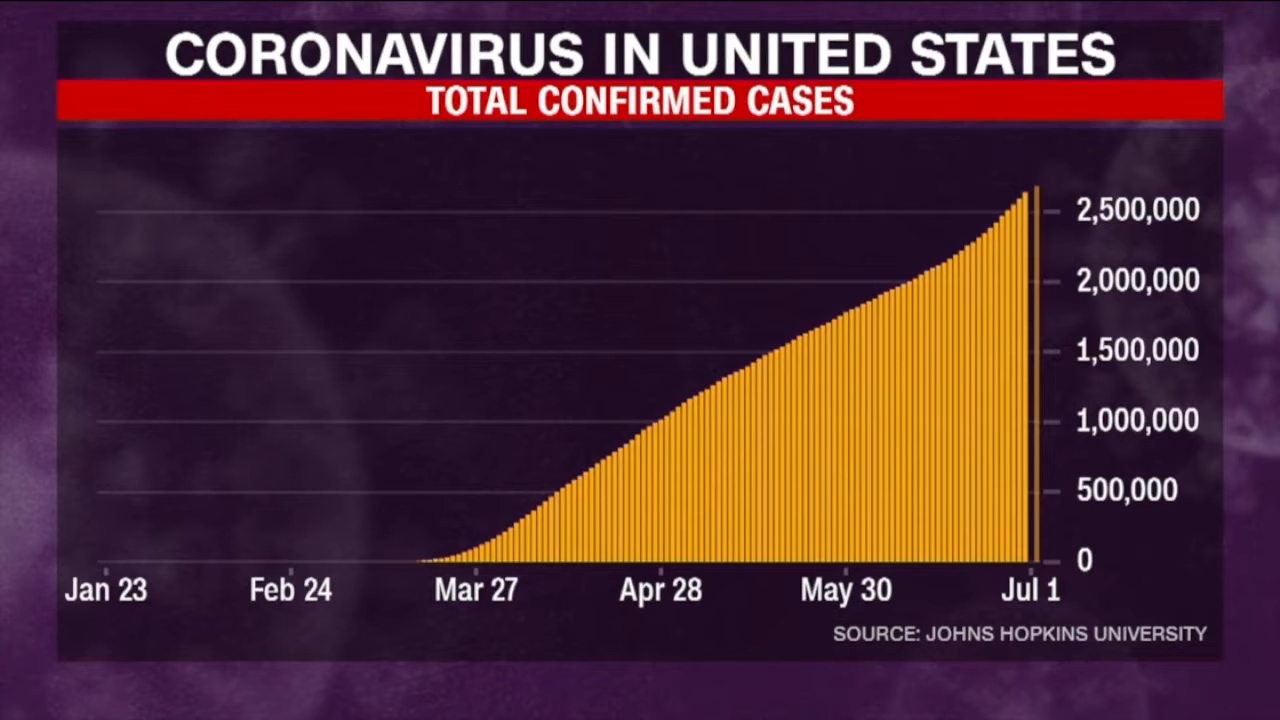 CORONAVIRUS IN UNITED STATES
TOTAL CONFIRMED CASES
2,500,000
2,000,000
1,500,000
1,000,000
500,000
0
Jan 23 Feb 24 Mar 27 Apr 28 May 30 Jul 1
SOURCE: JOHNS HOPKINS UNIVERSITY